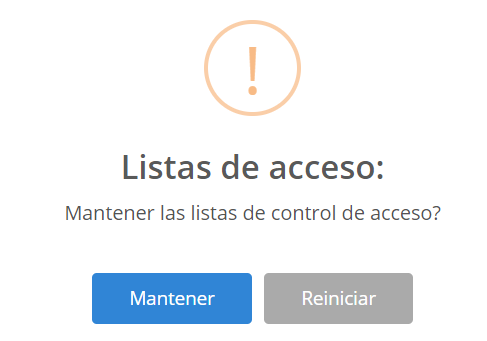 !
Listas de acceso:
Mantener las listas de control de acceso?
Mantener
Reiniciar